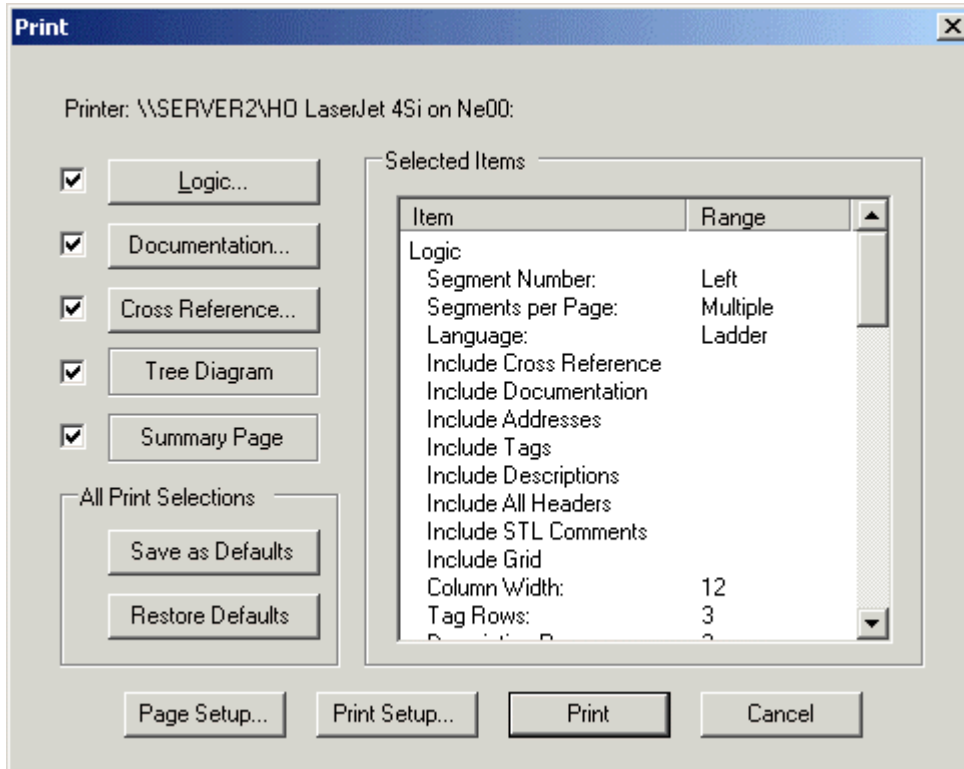 Print
Printer: \\SERVER2\HO LaserJet 4Si on Ne00:
Logic...
Documentation...
Cross Reference...
Tree Diagram
Summary Page
All Print Selections
Save as Defaults
Restore Defaults
Selected Items
Item Range
Logic
Segment Number: Left
Segments per Page: Multiple
Language: Ladder
Include Cross Reference
Include Documentation
Include Addresses
Include Tags
Include Descriptions
Include All Headers
Include STL Comments
Include Grid
Column Width: 12
Tag Rows: 3
Page Setup...
Print Setup...
Print
Cancel